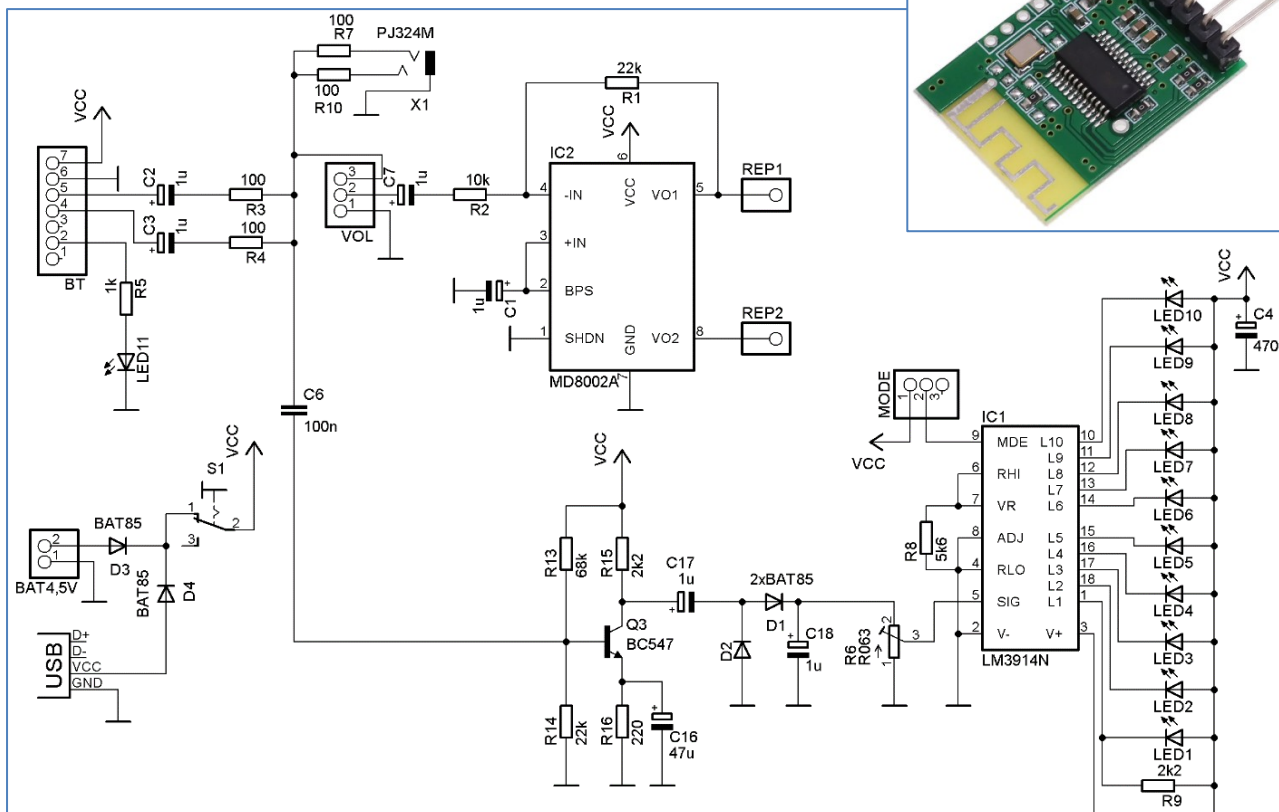 100
R7
PJ324M
100
R10
X1
VCC
7
6
5
4
3
2
1
BT
C2
1u
C3
1u
100
R3
100
R4
1k
R5
LED11
3
2
1
VOL
C7
1u
10k
R2
22k
R1
VCC
IC2
6
4
-IN
VCC
VO1
5
REP1
3
+IN
2
BPS
1u
C1
1
SHDN
GND
VO2
8
REP2
MD8002A
7
C6
100n
VCC
S1
1
2
3
BAT85
D3
2
1
BAT4,5V
BAT85
D4
USB
D+
D-
VCC
GND
VCC
R13
68k
R15
2k2
C17
1u
Q3
BC547
R14
22k
R16
220
C16
47u
2xBAT85
D1
D2
C18
1u
R6
R063
2
3
1
MODE
1
2
3
VCC
IC1
9
MDE
L10
10
L9
11
6
RHI
L8
12
L7
13
7
VR
L6
14
8
ADJ
L5
15
L4
16
4
RLO
L3
17
L2
18
5
SIG
L1
1
2
V-
V+
3
LM3914N
R8
5k6
VCC
C4
470
LED10
LED9
LED8
LED7
LED6
LED5
LED4
LED3
LED2
LED1
2k2
R9